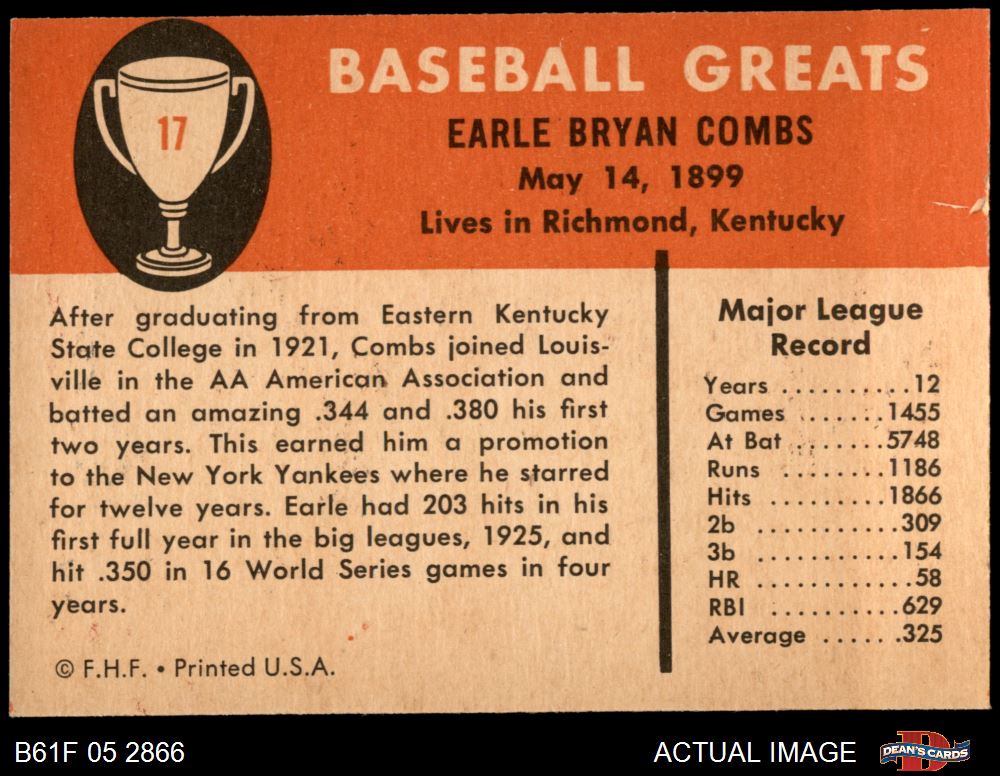 17
BASEBALL GREATS
EARLE BRYAN COMBS
May 14, 1899
Lives in Richmond, Kentucky
After graduating from Eastern Kentucky
State College in 1921, Combs joined Louis-
ville in the AA American Association and
batted an amazing .344 and .380 his first
two years. This earned him a promotion
to the New York Yankees where he starred
for twelve years. Earle had 203 hits in his
first full year in the big leagues, 1925, and
hit .350 in 16 World Series games in four
years.
© F.H.F. • Printed U.S.A.
Major League
Record
Years ..........12
Games .......1455
At Bat .......5748
Runs ........1186
Hits .........1866
2b ...........309
3b ...........154
HR ............58
RBI ..........629
Average ......325
B61F 05 2866
ACTUAL IMAGE
D
DEAN'S CARDS